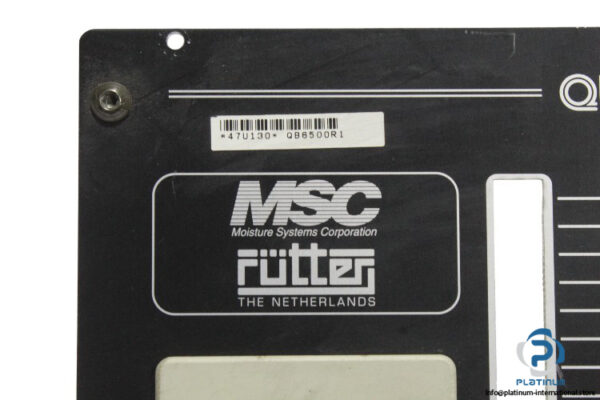 *47U130* QB6500R1
MSC
Moisture Systems Corporation
rütter
THE NETHERLANDS
PLATINUM
info@platinum-international.store